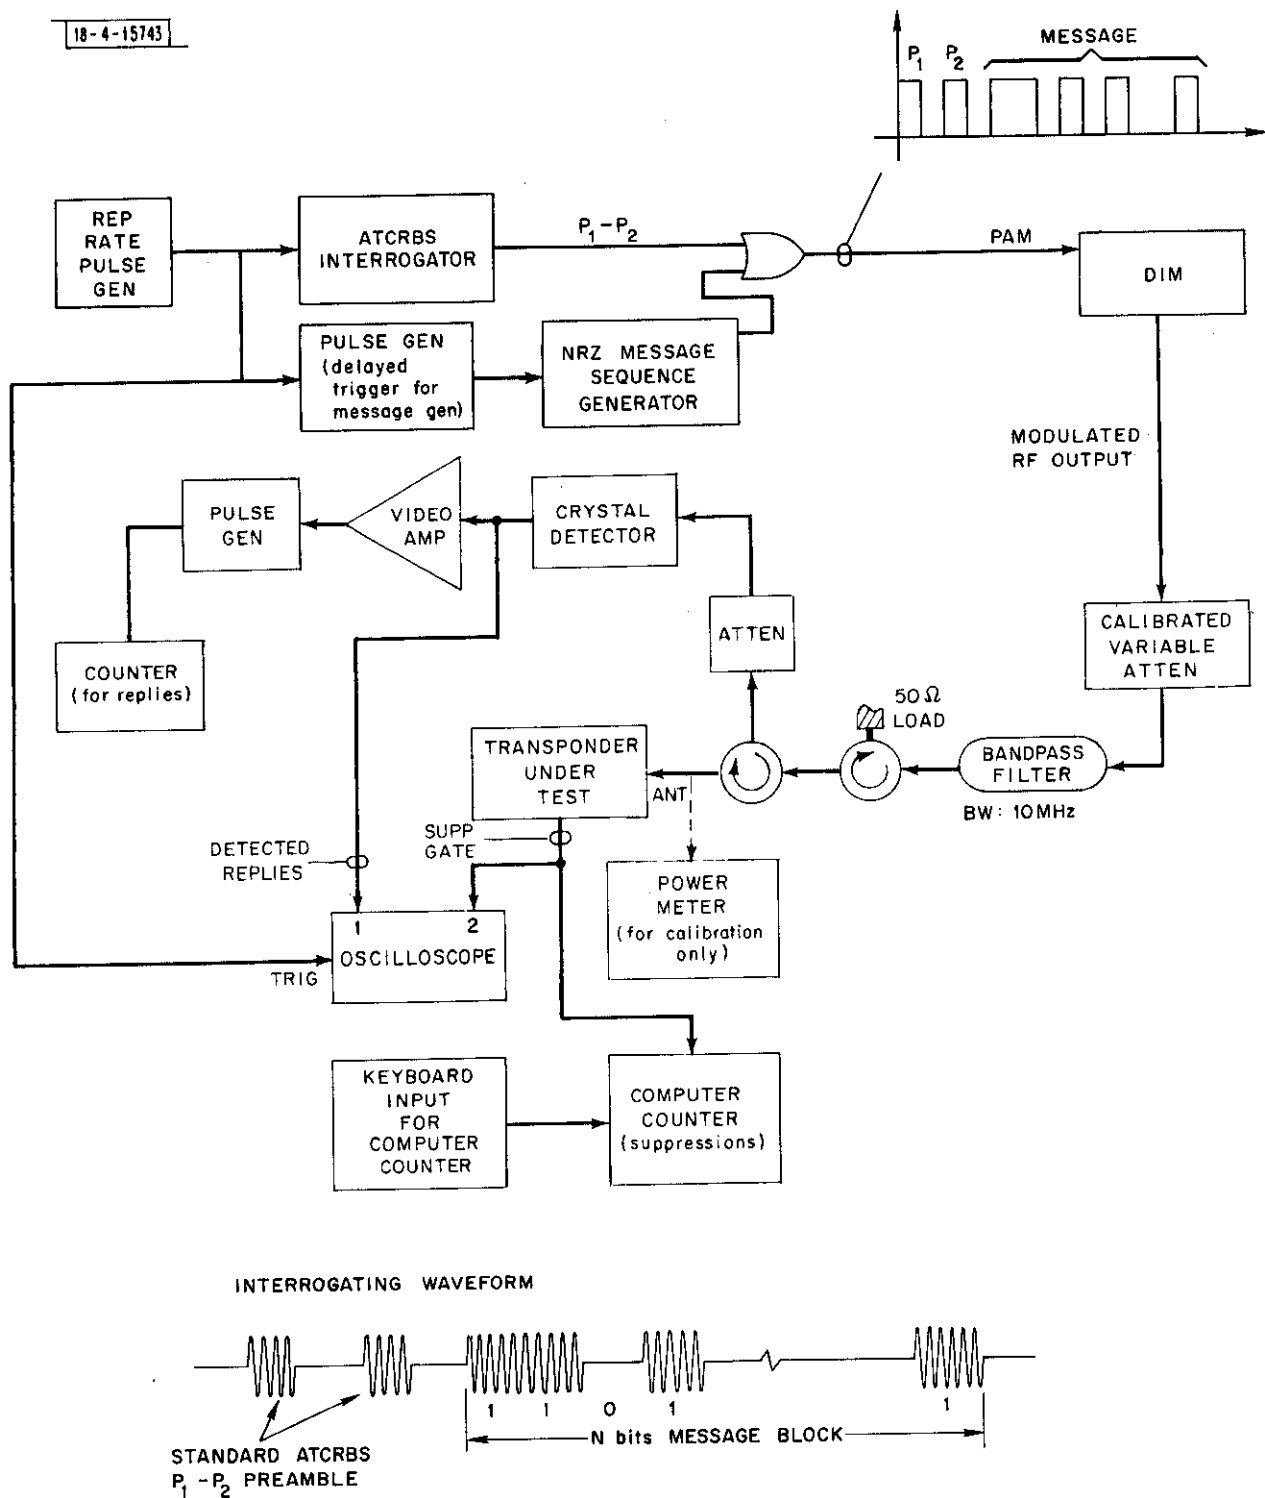 18-4-15743
MESSAGE
P1 P2
REP
RATE
PULSE
GEN
ATCRBS
INTERROGATOR
P1-P2
PAM
DIM
PULSE GEN
(delayed
trigger for
message gen)
NRZ MESSAGE
SEQUENCE
GENERATOR
MODULATED
RF OUTPUT
PULSE
GEN
VIDEO
AMP
CRYSTAL
DETECTOR
ATTEN
CALIBRATED
VARIABLE
ATTEN
COUNTER
(for replies)
50Ω
LOAD
TRANSPONDER
UNDER
TEST
ANT
BANDPASS
FILTER
BW: 10MHz
SUPP
GATE
DETECTED
REPLIES
POWER
METER
(for calibration
only)
1 2
OSCILLOSCOPE
TRIG
KEYBOARD
INPUT
FOR
COMPUTER
COUNTER
COMPUTER
COUNTER
(suppressions)
INTERROGATING WAVEFORM
1 1 0 1 1
N bits MESSAGE BLOCK
STANDARD ATCRBS
P1-P2 PREAMBLE